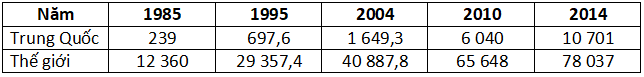 Năm 1985 1995 2004 2010 2014
Trung Quốc 239 697,6 1 649,3 6 040 10 701
Thế giới 12 360 29 357,4 40 887,8 65 648 78 037